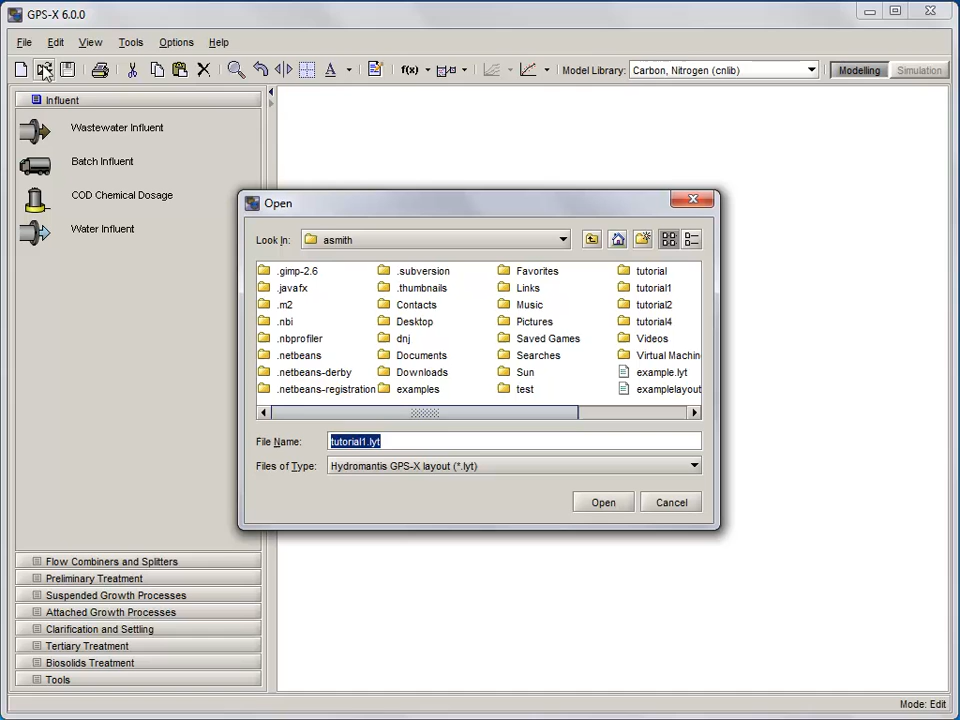 GPS-X 6.0.0
File Edit View Tools Options Help
A f(x) Model Library: Carbon, Nitrogen (cnlib) Modelling Simulation
Influent
Wastewater Influent
Batch Influent
COD Chemical Dosage
Water Influent
Flow Combiners and Splitters
Preliminary Treatment
Suspended Growth Processes
Attached Growth Processes
Clarification and Settling
Tertiary Treatment
Biosolids Treatment
Tools
Open
Look In: asmith
.gimp-2.6 .subversion Favorites tutorial
.javafx .thumbnails Links tutorial1
.m2 Contacts Music tutorial2
.nbi Desktop Pictures tutorial4
.nbprofiler dnj Saved Games Videos
.netbeans Documents Searches Virtual Machin
.netbeans-derby Downloads Sun example.lyt
.netbeans-registration examples test examplelayout
File Name: tutorial1.lyt
Files of Type: Hydromantis GPS-X layout (*.lyt)
Open Cancel
Mode: Edit